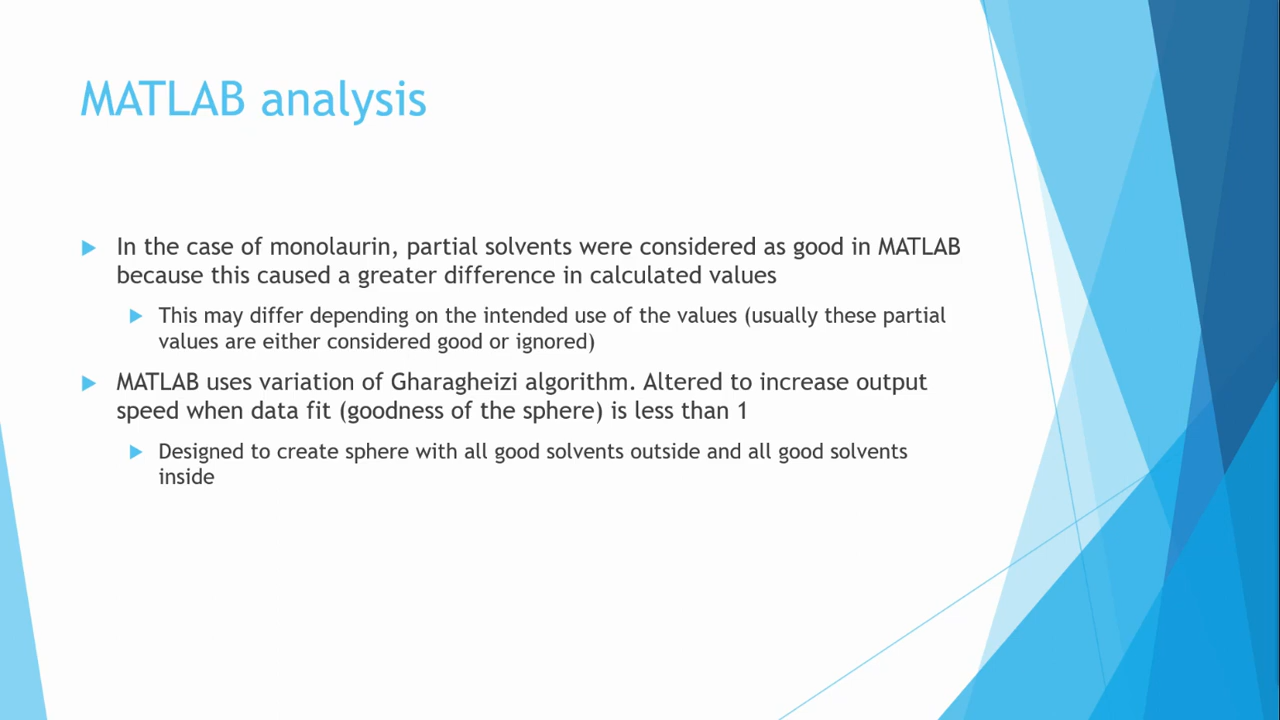 MATLAB analysis
In the case of monolaurin, partial solvents were considered as good in MATLAB
because this caused a greater difference in calculated values
This may differ depending on the intended use of the values (usually these partial
values are either considered good or ignored)
MATLAB uses variation of Gharagheizi algorithm. Altered to increase output
speed when data fit (goodness of the sphere) is less than 1
Designed to create sphere with all good solvents outside and all good solvents
inside